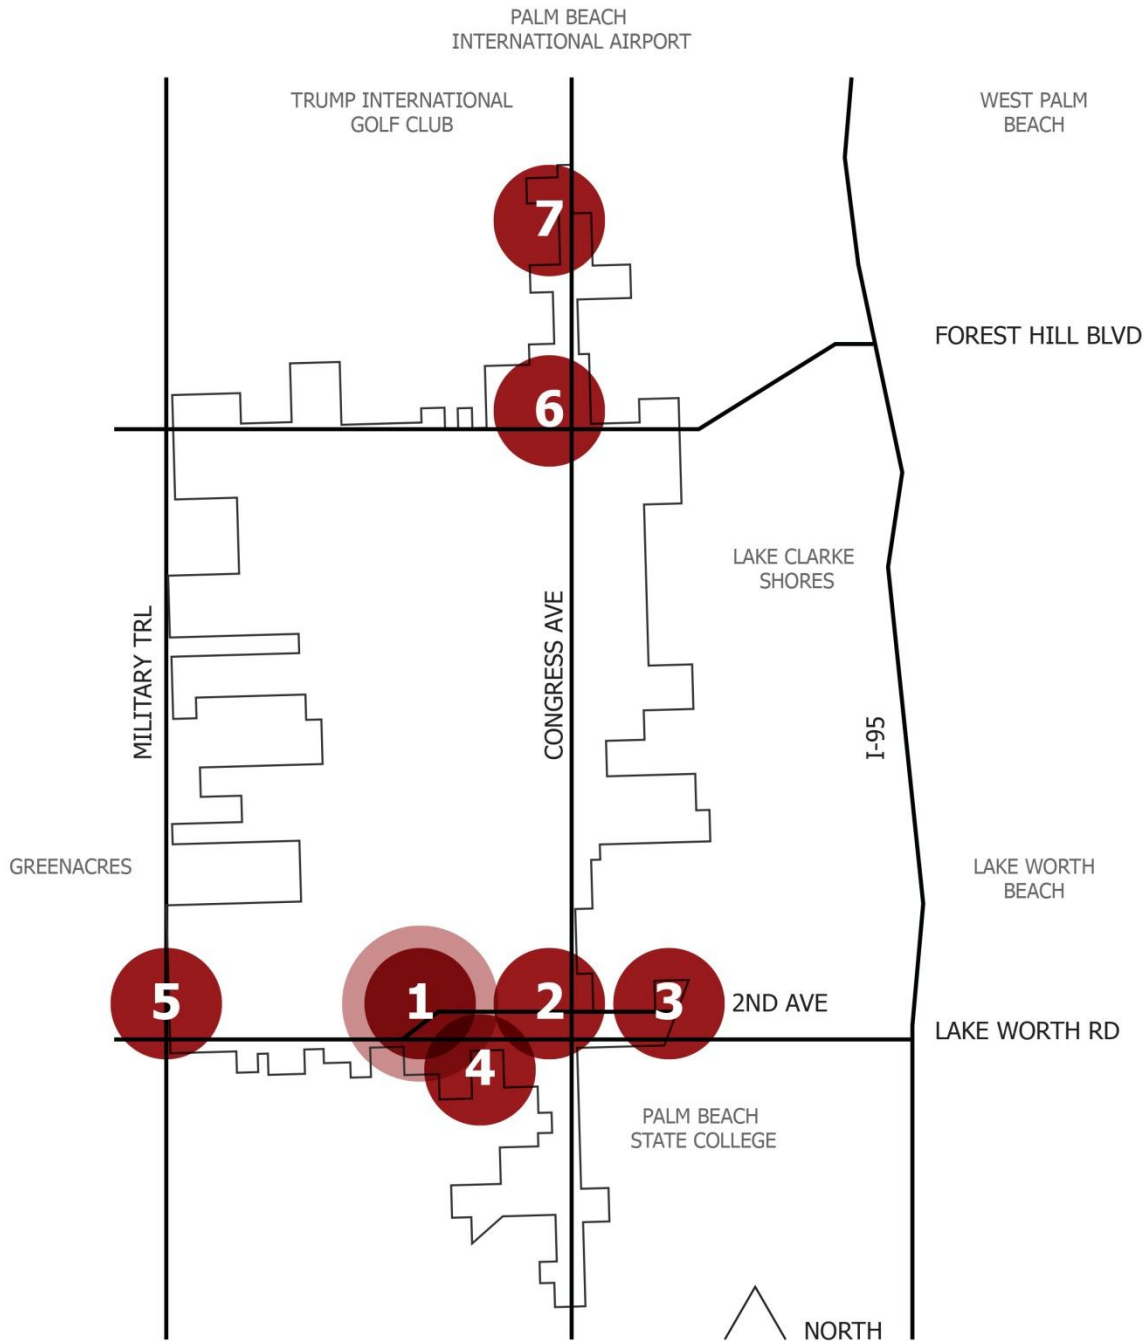 PALM BEACH
INTERNATIONAL AIRPORT
TRUMP INTERNATIONAL
GOLF CLUB
WEST PALM
BEACH
7
FOREST HILL BLVD
6
LAKE CLARKE
SHORES
MILITARY TRL
CONGRESS AVE
I-95
GREENACRES
LAKE WORTH
BEACH
5
1
2
3
2ND AVE
LAKE WORTH RD
4
PALM BEACH
STATE COLLEGE
NORTH